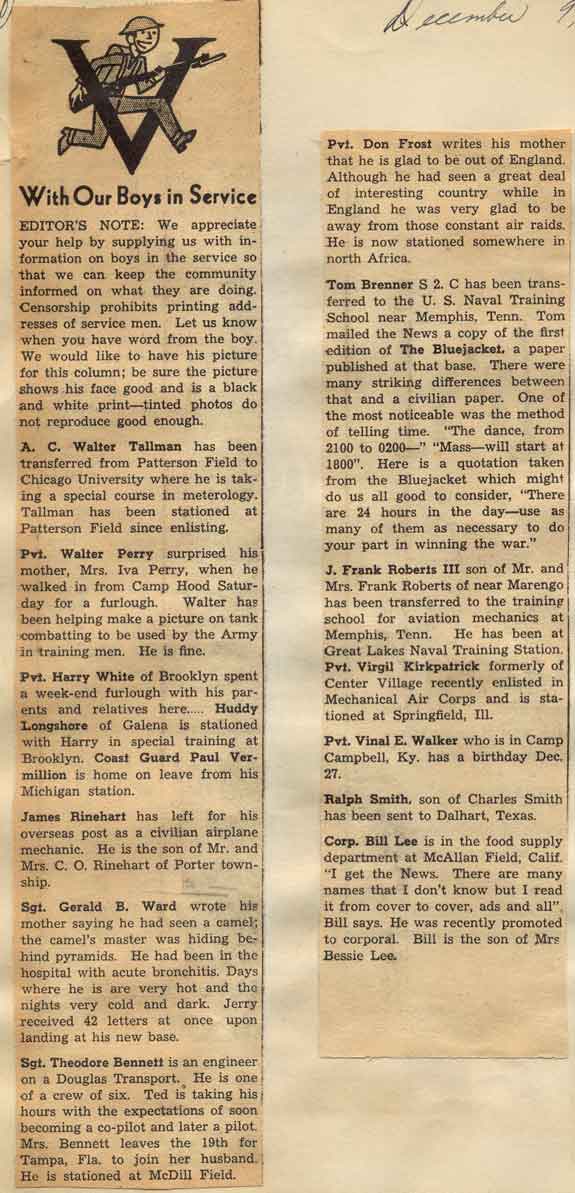 December 9,
V
With Our Boys in Service
EDITOR'S NOTE: We appreciate
your help by supplying us with in-
formation on boys in the service so
that we can keep the community
informed on what they are doing.
Censorship prohibits printing add-
resses of service men. Let us know
when you have word from the boy.
We would like to have his picture
for this column; be sure the picture
shows his face good and is a black
and white print—tinted photos do
not reproduce good enough.
A. C. Walter Tallman has been
transferred from Patterson Field to
Chicago University where he is tak-
ing a special course in meterology.
Tallman has been stationed at
Patterson Field since enlisting.
Pvt. Walter Perry surprised his
mother, Mrs. Iva Perry, when he
walked in from Camp Hood Satur-
day for a furlough. Walter has
been helping make a picture on tank
combatting to be used by the Army
in training men. He is fine.
Pvt. Harry White of Brooklyn spent
a week-end furlough with his par-
ents and relatives here..... Huddy
Longshore of Galena is stationed
with Harry in special training at
Brooklyn. Coast Guard Paul Ver-
million is home on leave from his
Michigan station.
James Rinehart has left for his
overseas post as a civilian airplane
mechanic. He is the son of Mr. and
Mrs. C. O. Rinehart of Porter town-
ship.
Sgt. Gerald B. Ward wrote his
mother saying he had seen a camel;
the camel's master was hiding be-
hind pyramids. He had been in the
hospital with acute bronchitis. Days
where he is are very hot and the
nights very cold and dark. Jerry
received 42 letters at once upon
landing at his new base.
Sgt. Theodore Bennett is an engineer
on a Douglas Transport. He is one
of a crew of six. Ted is taking his
hours with the expectations of soon
becoming a co-pilot and later a pilot.
Mrs. Bennett leaves the 19th for
Tampa, Fla. to join her husband.
He is stationed at McDill Field.
Pvt. Don Frost writes his mother
that he is glad to be out of England.
Although he had seen a great deal
of interesting country while in
England he was very glad to be
away from those constant air raids.
He is now stationed somewhere in
north Africa.
Tom Brenner S 2. C has been trans-
ferred to the U. S. Naval Training
School near Memphis, Tenn. Tom
mailed the News a copy of the first
edition of The Bluejacket, a paper
published at that base. There were
many striking differences between
that and a civilian paper. One of
the most noticeable was the method
of telling time. "The dance, from
2100 to 0200—" "Mass—will start at
1800". Here is a quotation taken
from the Bluejacket which might
do us all good to consider, "There
are 24 hours in the day—use as
many of them as necessary to do
your part in winning the war."
J. Frank Roberts III son of Mr. and
Mrs. Frank Roberts of near Marengo
has been transferred to the training
school for aviation mechanics at
Memphis, Tenn. He has been at
Great Lakes Naval Training Station.
Pvt. Virgil Kirkpatrick formerly of
Center Village recently enlisted in
Mechanical Air Corps and is sta-
tioned at Springfield, Ill.
Pvt. Vinal E. Walker who is in Camp
Campbell, Ky. has a birthday Dec.
27.
Ralph Smith, son of Charles Smith
has been sent to Dalhart, Texas.
Corp. Bill Lee is in the food supply
department at McAllan Field, Calif.
"I get the News. There are many
names that I don't know but I read
it from cover to cover, ads and all",
Bill says. He was recently promoted
to corporal. Bill is the son of Mrs
Bessie Lee.